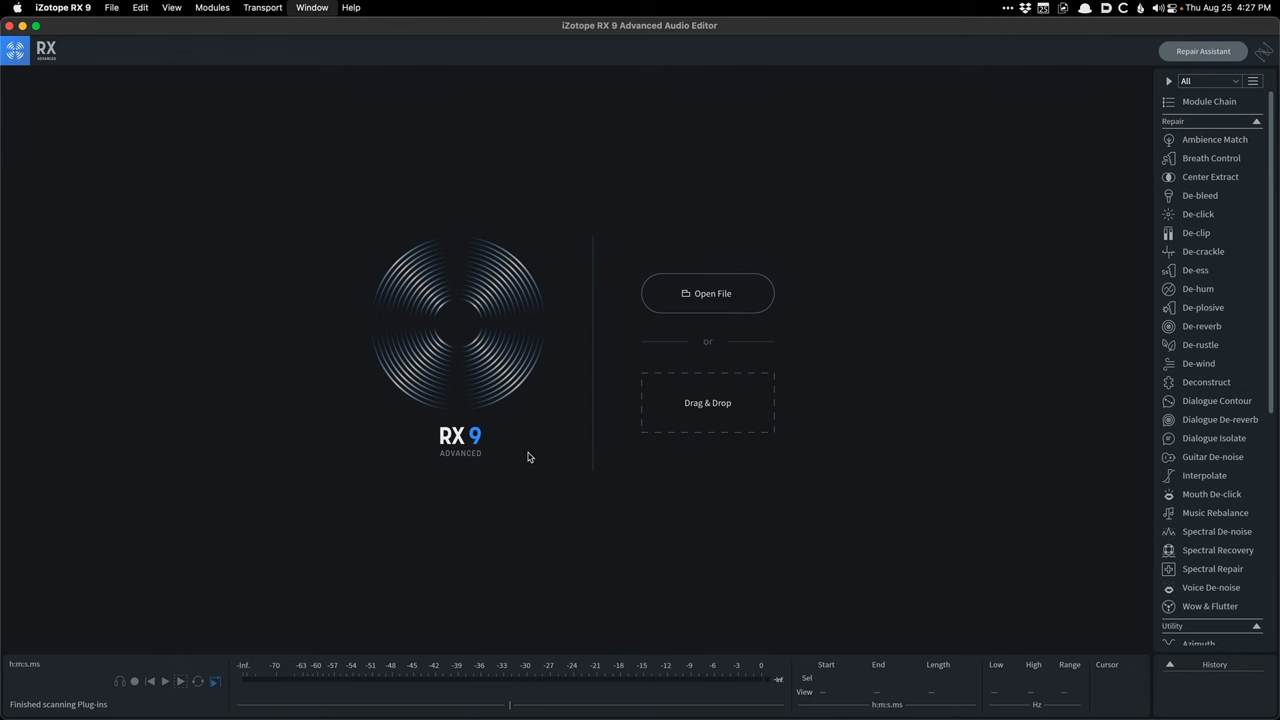 iZotope RX 9 File Edit View Modules Transport Window Help
Thu Aug 25 4:27 PM
iZotope RX 9 Advanced Audio Editor
RX
ADVANCED
Repair Assistant
All
Module Chain
Repair
Ambience Match
Breath Control
Center Extract
De-bleed
De-click
De-clip
De-crackle
De-ess
De-hum
De-plosive
De-reverb
De-rustle
De-wind
Deconstruct
Dialogue Contour
Dialogue De-reverb
Dialogue Isolate
Guitar De-noise
Interpolate
Mouth De-click
Music Rebalance
Spectral De-noise
Spectral Recovery
Spectral Repair
Voice De-noise
Wow & Flutter
Utility
Azimuth
Open File
or
Drag & Drop
RX 9
ADVANCED
h:m:s.ms
-Inf. -70 -63 -60 -57 -54 -51 -48 -45 -42 -39 -36 -33 -30 -27 -24 -21 -18 -15 -12 -9 -6 -3 0
-Inf.
Start End Length Low High Range Cursor
Sel
View — — — — — —
h:m:s.ms Hz
History
Finished scanning Plug-ins